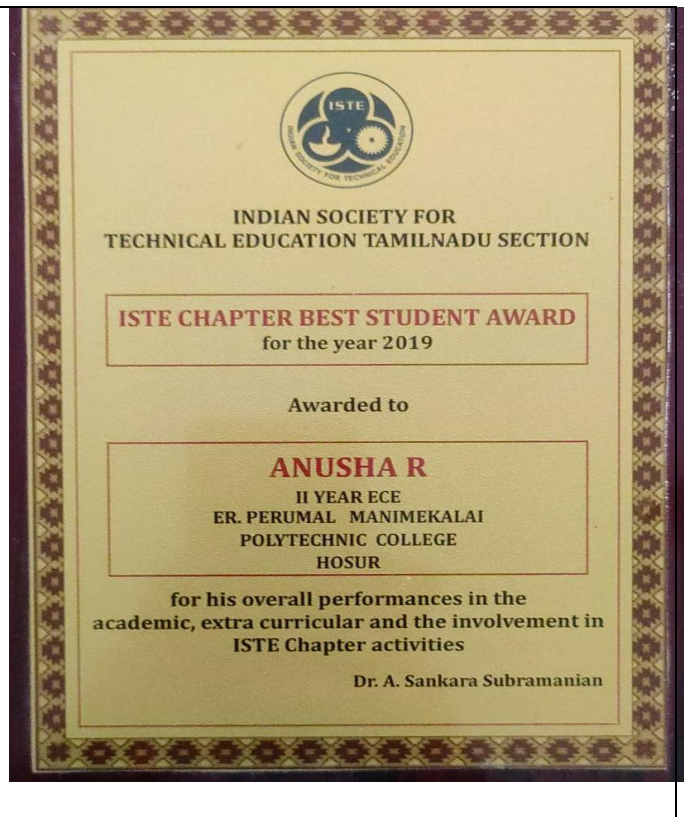 ISTE
INDIAN SOCIETY FOR TECHNICAL EDUCATION
INDIAN SOCIETY FOR
TECHNICAL EDUCATION TAMILNADU SECTION
ISTE CHAPTER BEST STUDENT AWARD
for the year 2019
Awarded to
ANUSHA R
II YEAR ECE
ER. PERUMAL MANIMEKALAI
POLYTECHNIC COLLEGE
HOSUR
for his overall performances in the
academic, extra curricular and the involvement in
ISTE Chapter activities
Dr. A. Sankara Subramanian